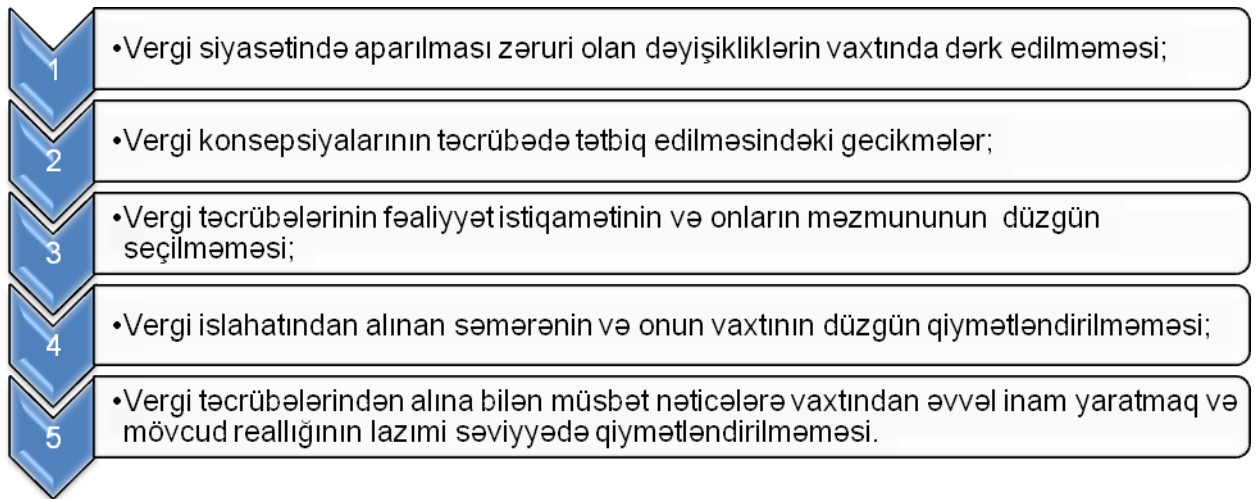 1
•Vergi siyasətində aparılması zəruri olan dəyişikliklərin vaxtında dərk edilməməsi;
2
•Vergi konsepsiyalarının təcrübədə tətbiq edilməsindəki gecikmələr;
3
•Vergi təcrübələrinin fəaliyyət istiqamətinin və onların məzmununun düzgün
seçilməməsi;
4
•Vergi islahatından alınan səmərənin və onun vaxtının düzgün qiymətləndirilməməsi;
5
•Vergi təcrübələrindən alına bilən müsbət nəticələrə vaxtından əvvəl inam yaratmaq və
mövcud reallığının lazımi səviyyədə qiymətləndirilməməsi.